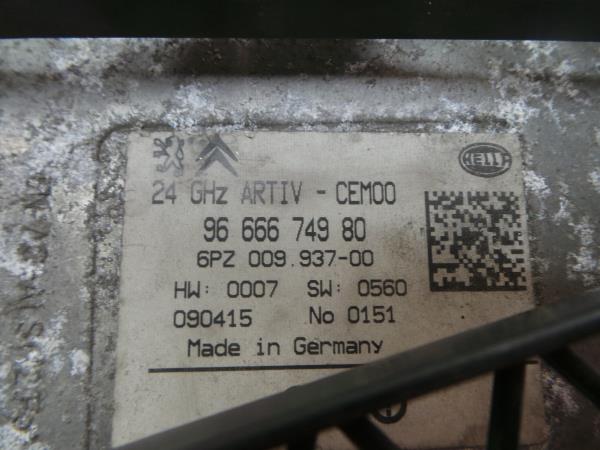 HELLA
24 GHz ARTIV - CEM00
96 666 749 80
6PZ 009.937-00
HW: 0007 SW: 0560
090415 No 0151
Made in Germany